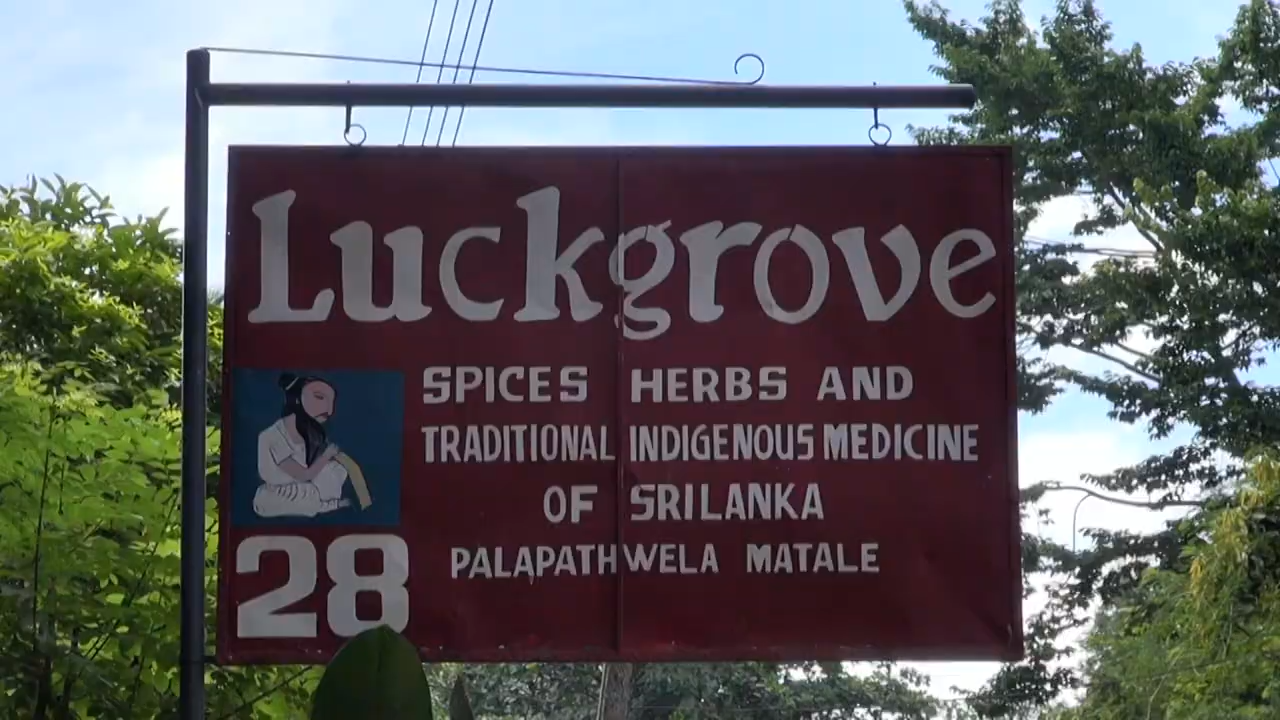 Luckgrove
SPICES HERBS AND
TRADITIONAL INDIGENOUS MEDICINE
OF SRILANKA
PALAPATHWELA MATALE
28